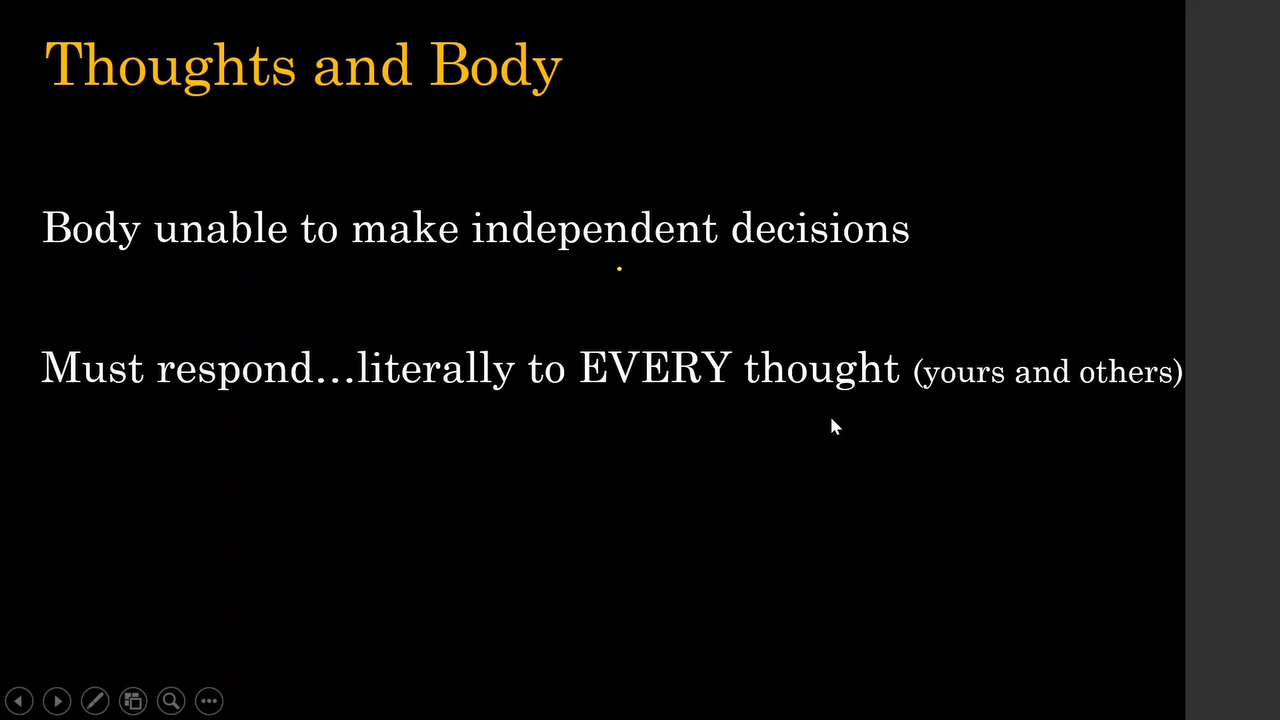 Thoughts and Body
Body unable to make independent decisions
Must respond...literally to EVERY thought (yours and others)